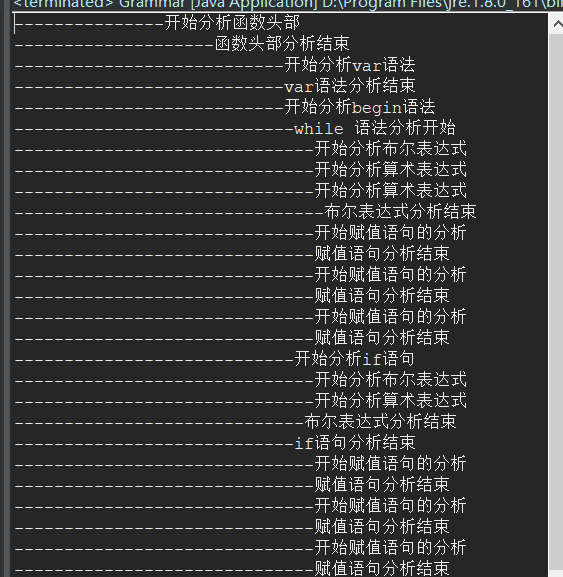 <terminated> Grammar [Java Application] D:\Program Files\jre.1.8.0_161\bin
---------------开始分析函数头部
--------------------函数头部分析结束
---------------------------开始分析var语法
---------------------------var语法分析结束
---------------------------开始分析begin语法
----------------------------while 语法分析开始
------------------------------开始分析布尔表达式
------------------------------开始分析算术表达式
------------------------------开始分析算术表达式
-------------------------------布尔表达式分析结束
------------------------------开始赋值语句的分析
------------------------------赋值语句分析结束
------------------------------开始赋值语句的分析
------------------------------赋值语句分析结束
------------------------------开始赋值语句的分析
------------------------------赋值语句分析结束
----------------------------开始分析if语句
------------------------------开始分析布尔表达式
------------------------------开始分析算术表达式
-----------------------------布尔表达式分析结束
----------------------------if语句分析结束
------------------------------开始赋值语句的分析
------------------------------赋值语句分析结束
------------------------------开始赋值语句的分析
------------------------------赋值语句分析结束
------------------------------开始赋值语句的分析
------------------------------赋值语句分析结束